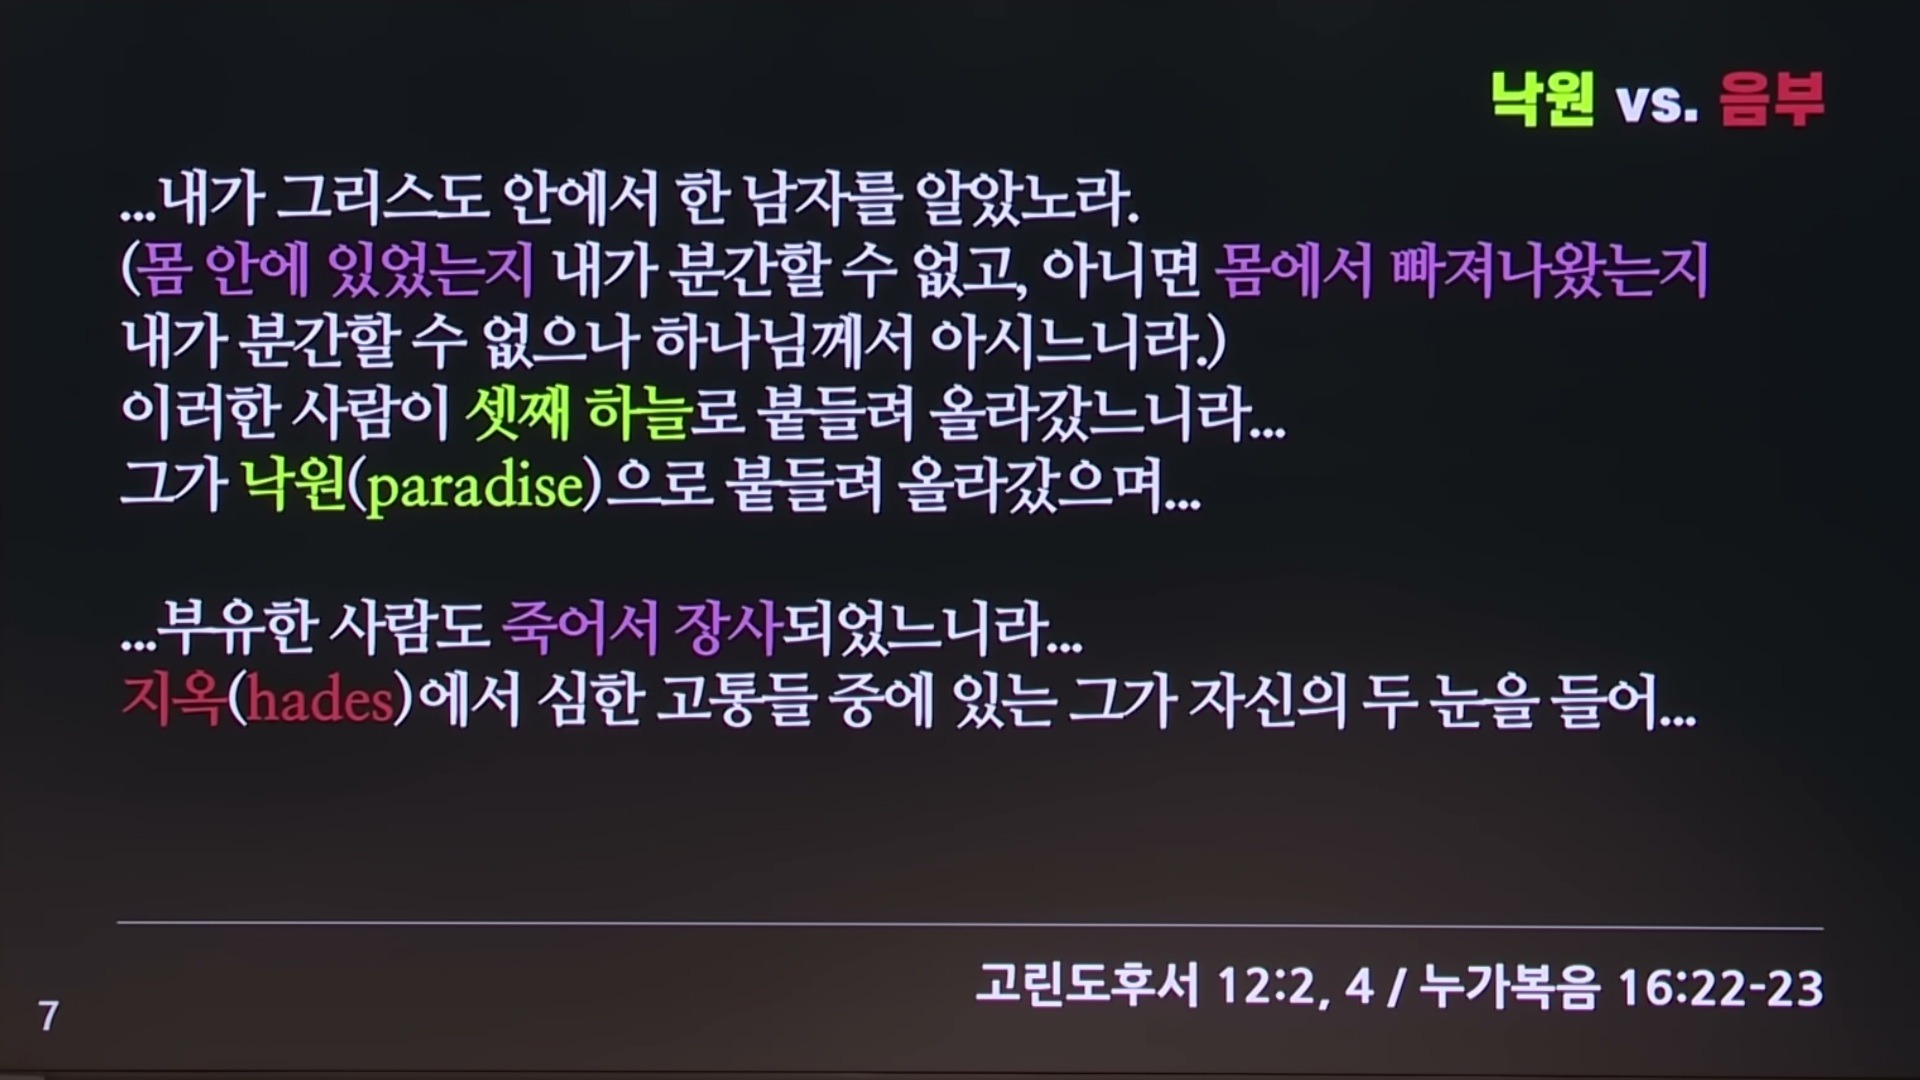 낙원 vs. 음부
...내가 그리스도 안에서 한 남자를 알았노라.
(몸 안에 있었는지 내가 분간할 수 없고, 아니면 몸에서 빠져나왔는지
내가 분간할 수 없으나 하나님께서 아시느니라.)
이러한 사람이 셋째 하늘로 붙들려 올라갔느니라...
그가 낙원(paradise)으로 붙들려 올라갔으며...
...부유한 사람도 죽어서 장사되었느니라...
지옥(hades)에서 심한 고통들 중에 있는 그가 자신의 두 눈을 들어...
고린도후서 12:2, 4 / 누가복음 16:22-23
7